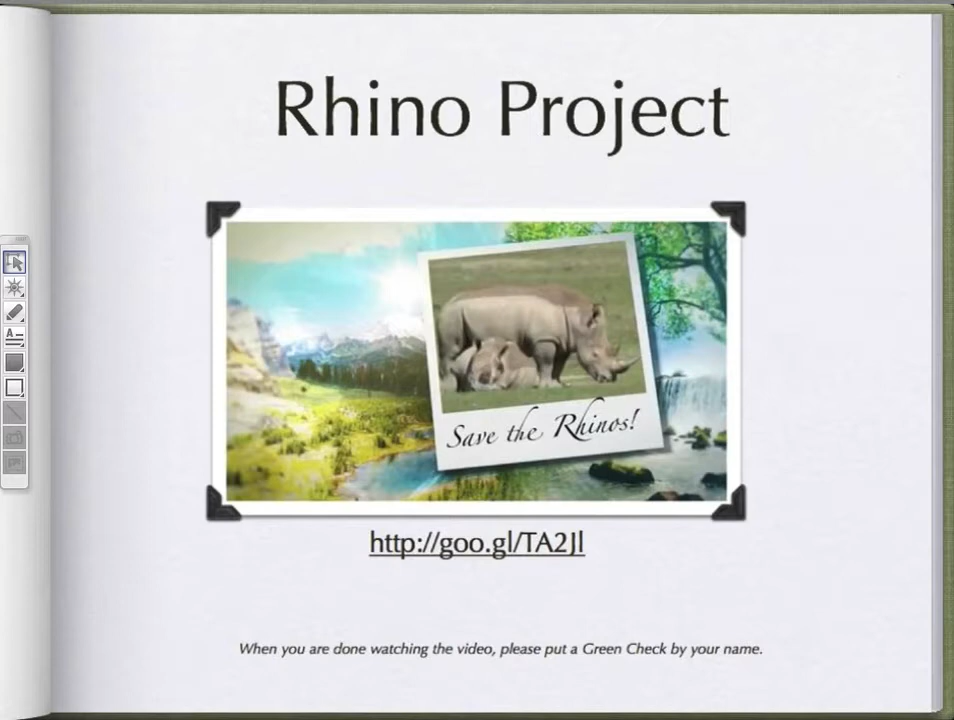 Rhino Project
Save the Rhinos!
http://goo.gl/TA2Jl
When you are done watching the video, please put a Green Check by your name.